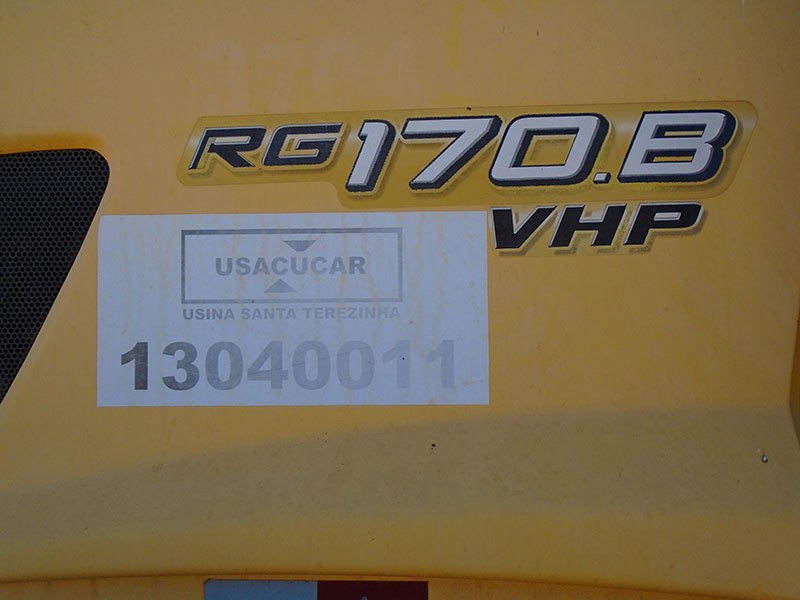 RG170.B
VHP
USACUCAR
USINA SANTA TEREZINHA
13040011